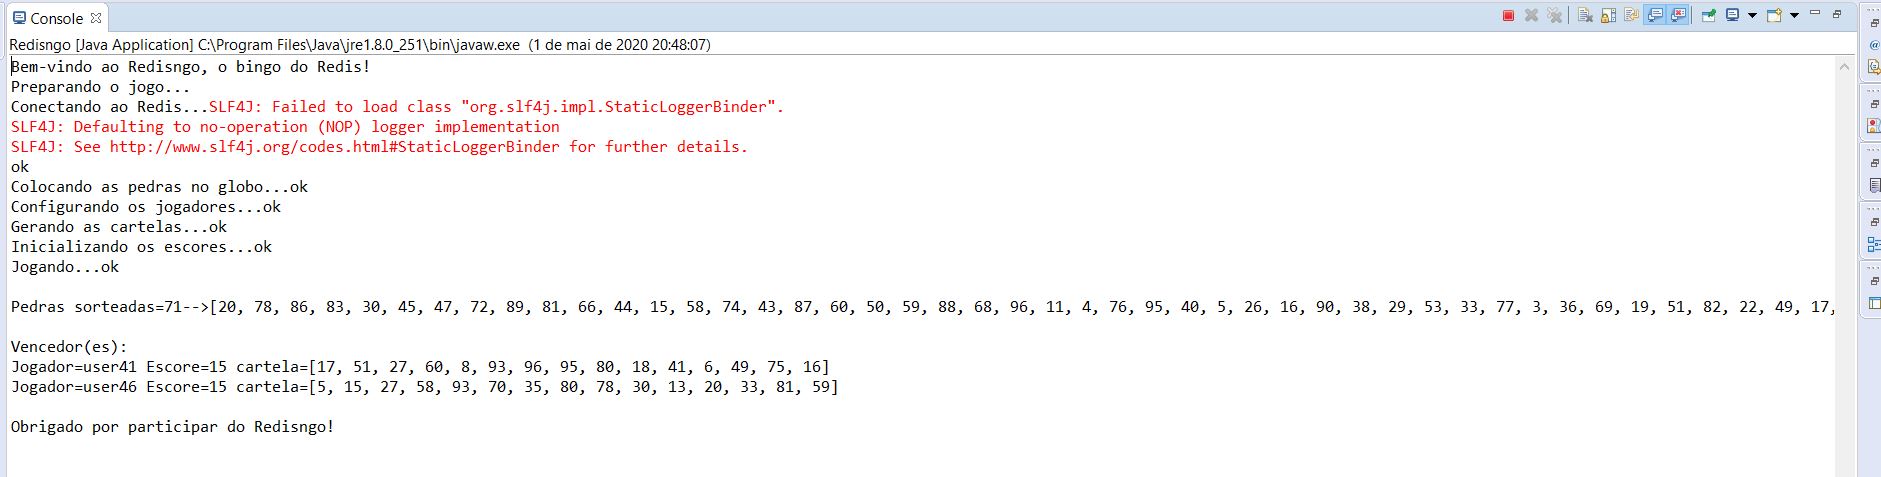 Console
Redisngo [Java Application] C:\Program Files\Java\jre1.8.0_251\bin\javaw.exe (1 de mai de 2020 20:48:07)
Bem-vindo ao Redisngo, o bingo do Redis!
Preparando o jogo...
Conectando ao Redis...SLF4J: Failed to load class "org.slf4j.impl.StaticLoggerBinder".
SLF4J: Defaulting to no-operation (NOP) logger implementation
SLF4J: See http://www.slf4j.org/codes.html#StaticLoggerBinder for further details.
ok
Colocando as pedras no globo...ok
Configurando os jogadores...ok
Gerando as cartelas...ok
Inicializando os escores...ok
Jogando...ok
Pedras sorteadas=71-->[20, 78, 86, 83, 30, 45, 47, 72, 89, 81, 66, 44, 15, 58, 74, 43, 87, 60, 50, 59, 88, 68, 96, 11, 4, 76, 95, 40, 5, 26, 16, 90, 38, 29, 53, 33, 77, 3, 36, 69, 19, 51, 82, 22, 49, 17,
Vencedor(es):
Jogador=user41 Escore=15 cartela=[17, 51, 27, 60, 8, 93, 96, 95, 80, 18, 41, 6, 49, 75, 16]
Jogador=user46 Escore=15 cartela=[5, 15, 27, 58, 93, 70, 35, 80, 78, 30, 13, 20, 33, 81, 59]
Obrigado por participar do Redisngo!